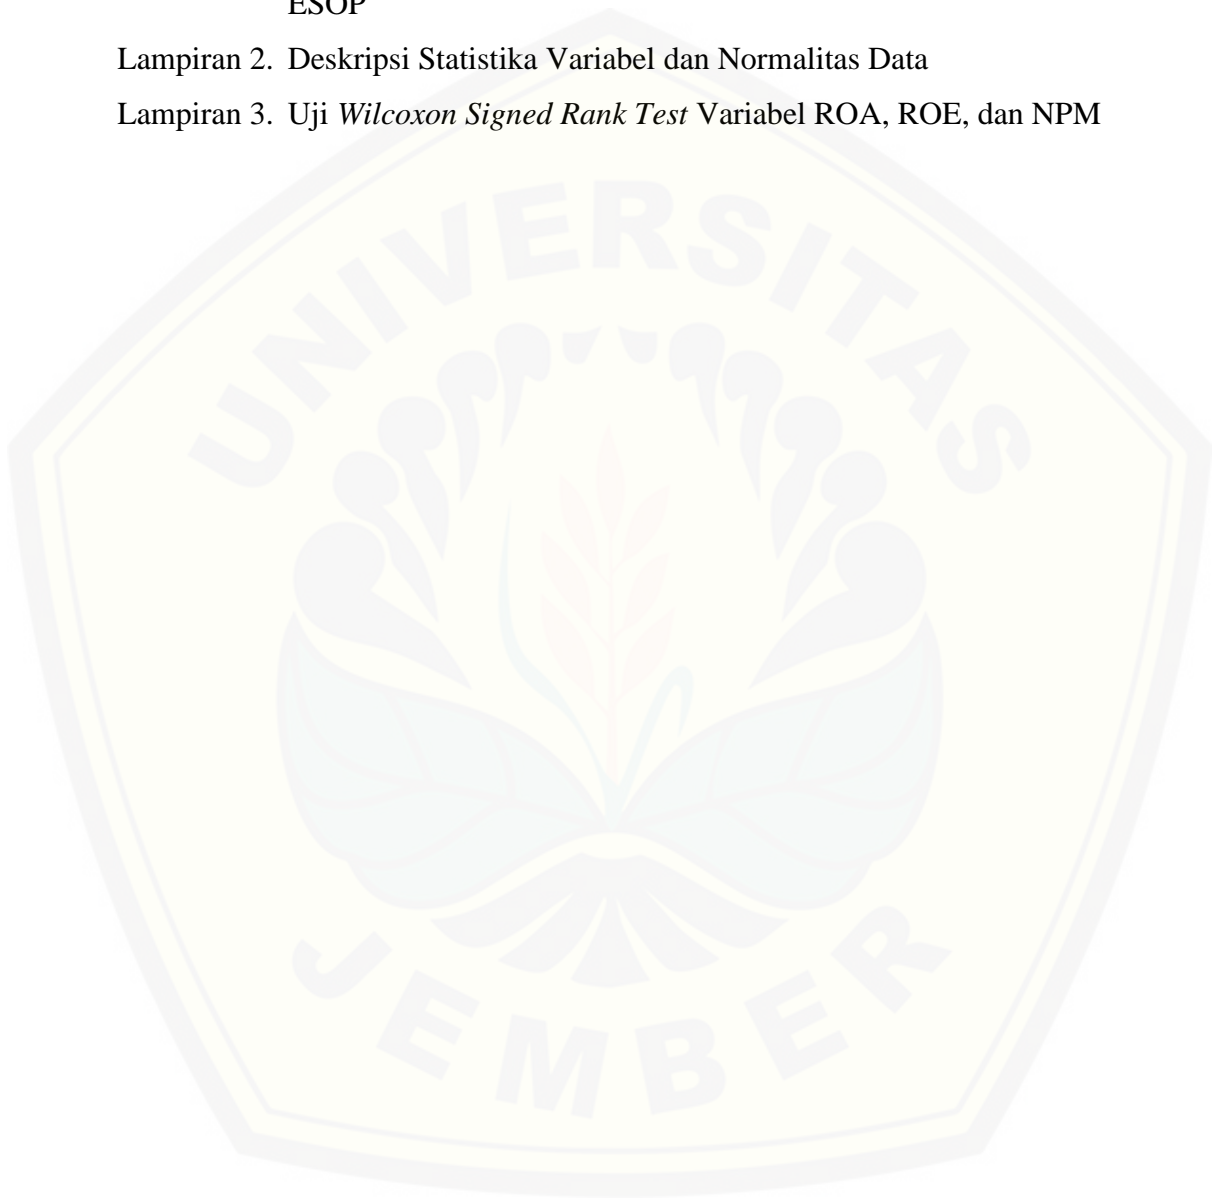 ESOP
Lampiran 2. Deskripsi Statistika Variabel dan Normalitas Data
Lampiran 3. Uji Wilcoxon Signed Rank Test Variabel ROA, ROE, dan NPM
UNIVERSITAS
JEMBER